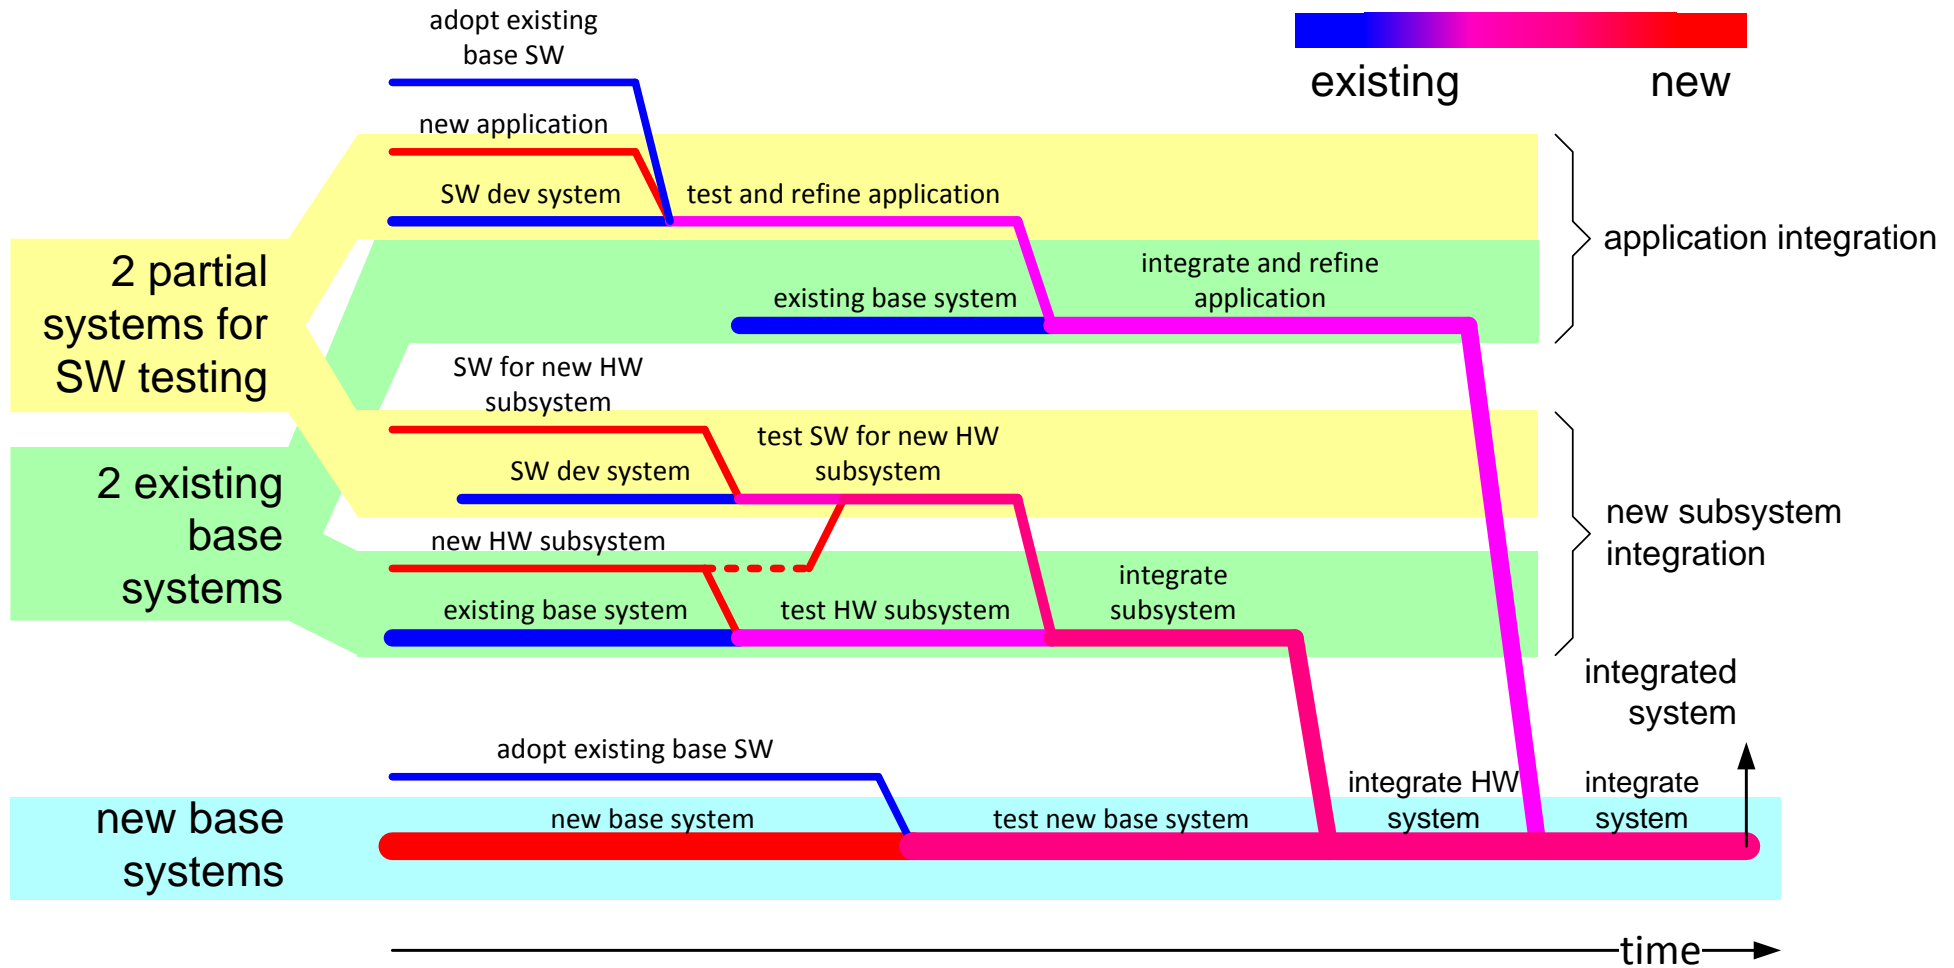 adopt existing
base SW
existing
new
new application
SW dev system
test and refine application
application integration
2 partial
systems for
SW testing
integrate and refine
application
existing base system
SW for new HW
subsystem
test SW for new HW
subsystem
SW dev system
2 existing
base
systems
new HW subsystem
new subsystem
integration
integrate
subsystem
existing base system
test HW subsystem
integrated
system
adopt existing base SW
integrate HW
system
integrate
system
new base
systems
new base system
test new base system
time